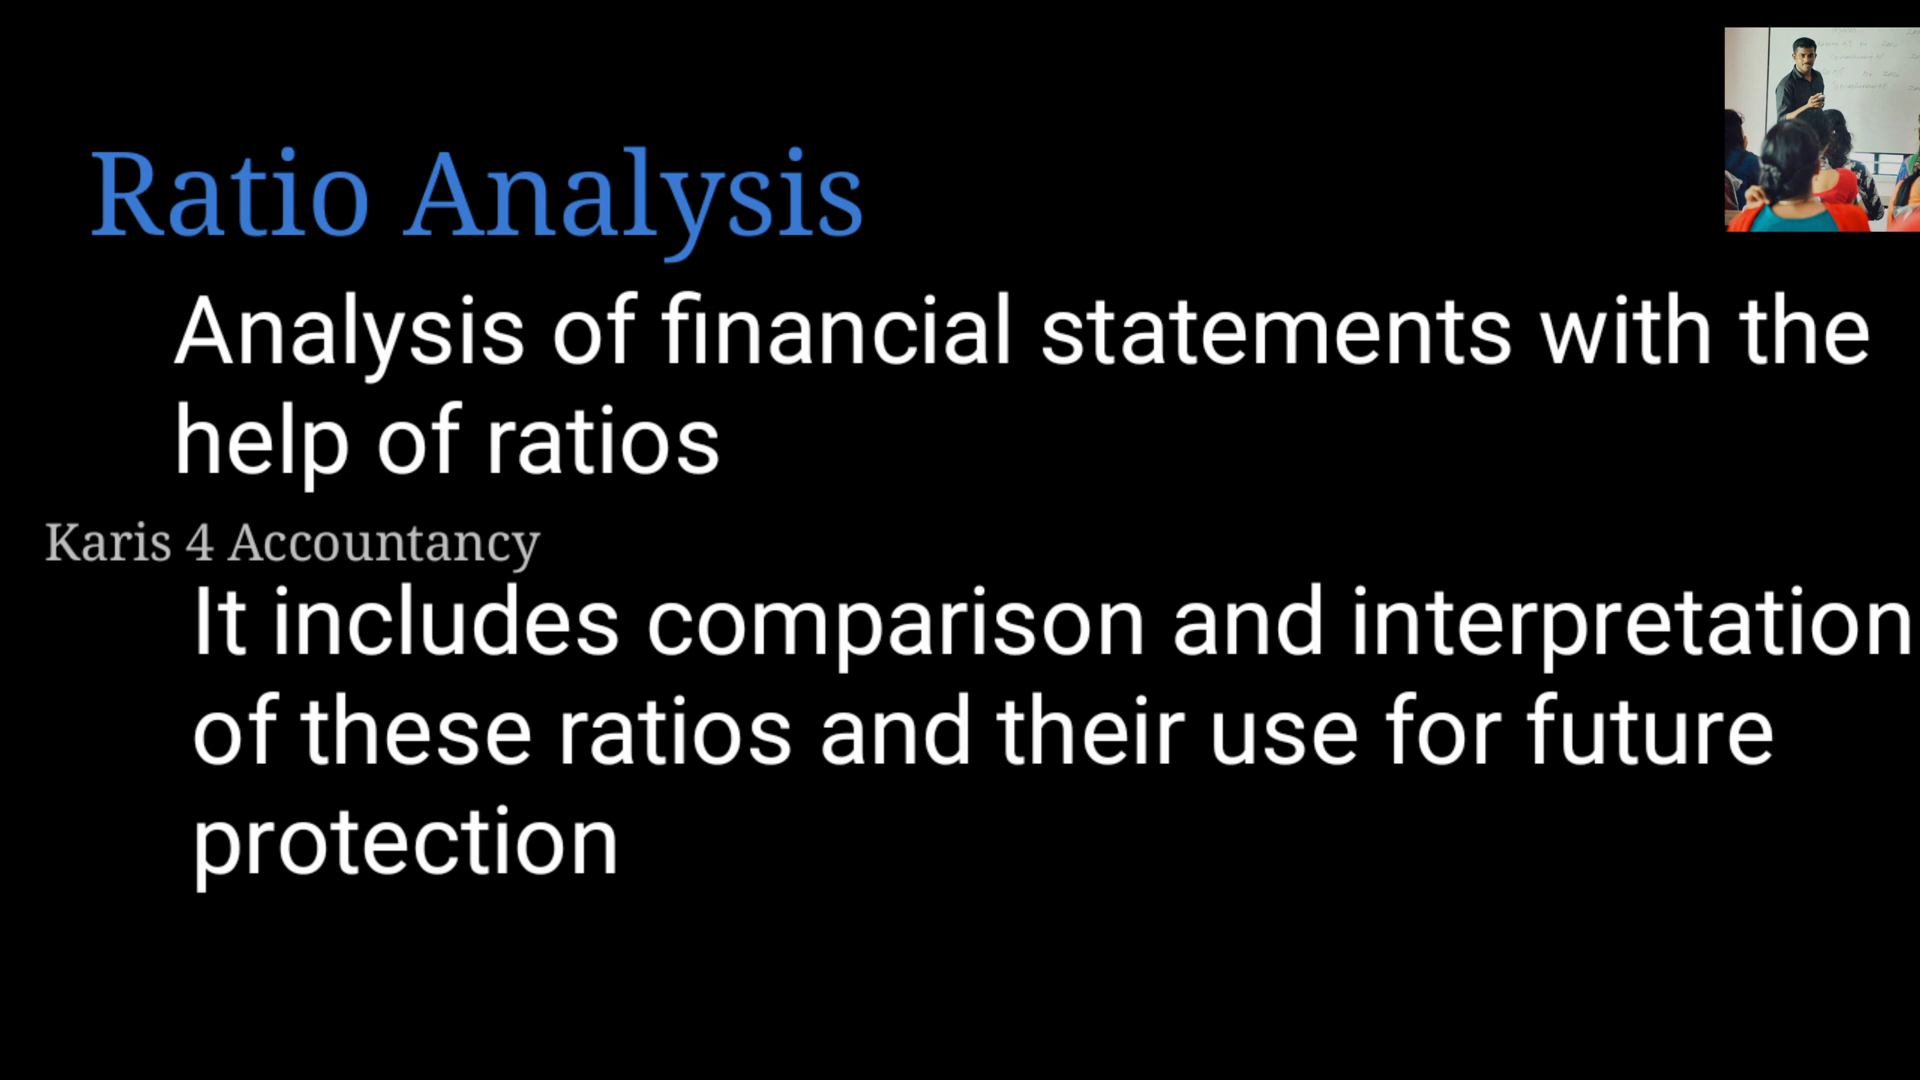 Ratio Analysis
Analysis of financial statements with the
help of ratios
Karis 4 Accountancy
It includes comparison and interpretation
of these ratios and their use for future
protection